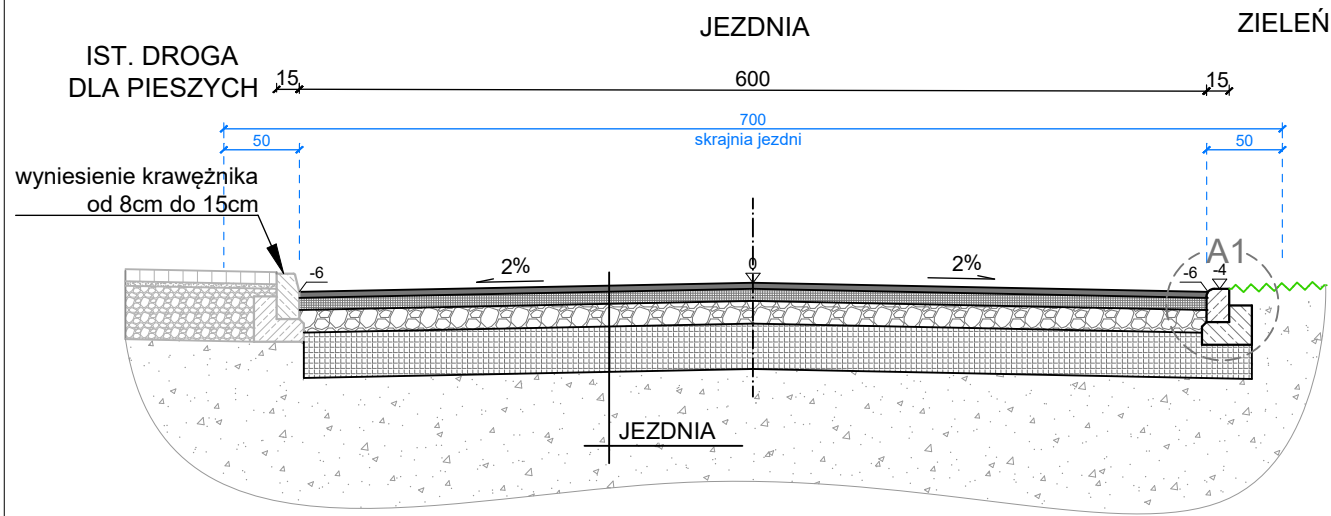 JEZDNIA
ZIELEŃ
IST. DROGA
DLA PIESZYCH
15
600
15
700
skrajnia jezdni
50
50
wyniesienie krawężnika
od 8cm do 15cm
A1
-6
2%
0
2%
-6
-4
JEZDNIA